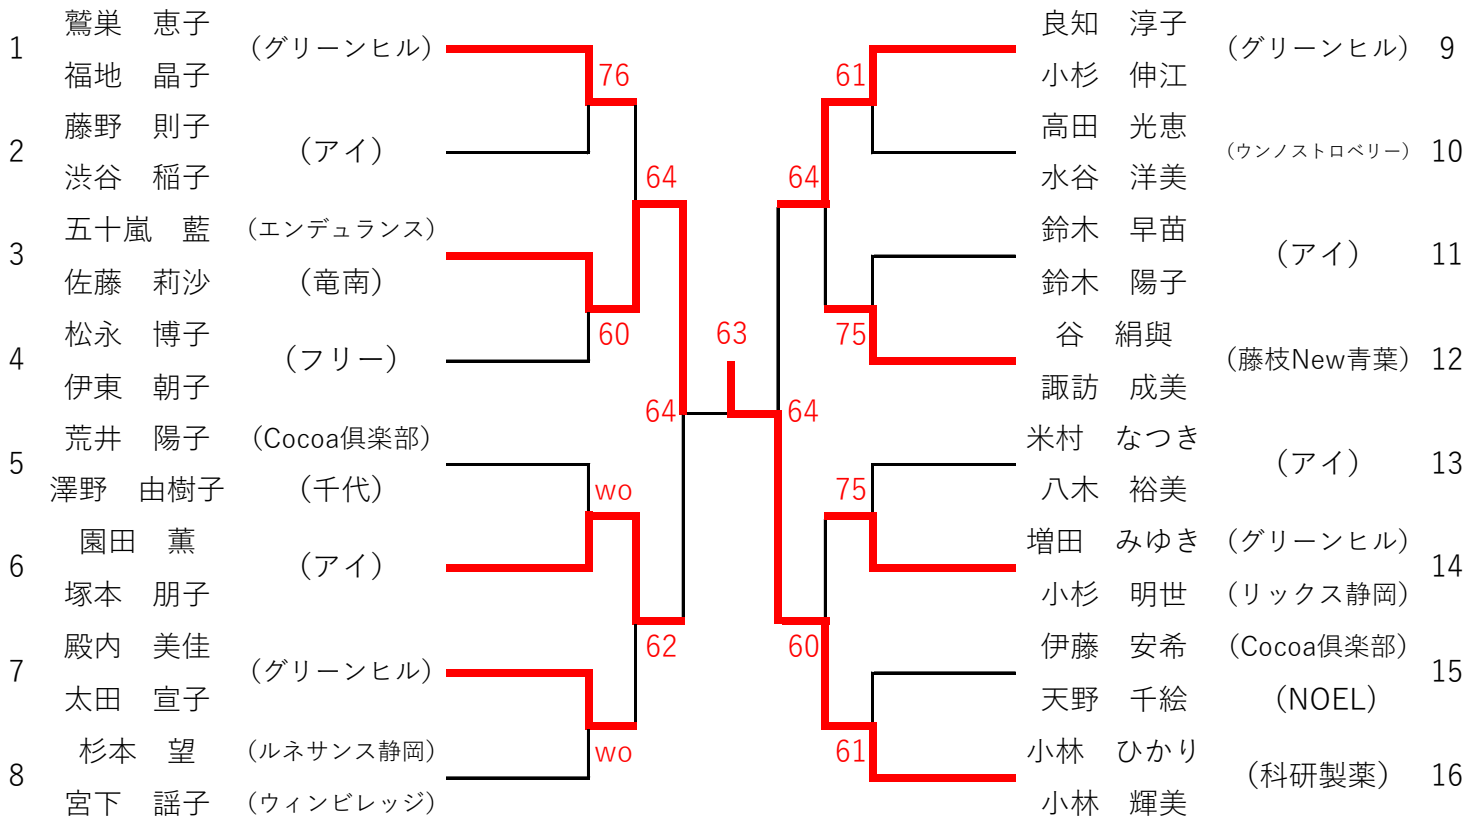 鷲巣　恵子
1
(グリーンヒル)
福地　晶子
76
藤野　則子
2
(アイ)
渋谷　稲子
64
五十嵐　藍
(エンデュランス)
3
佐藤　莉沙
(竜南)
松永　博子
60
4
(フリー)
伊東　朝子
64
荒井　陽子
(Cocoa俱楽部)
5
澤野　由樹子
(千代)
wo
園田　薫
6
(アイ)
塚本　朋子
殿内　美佳
62
7
(グリーンヒル)
太田　宣子
杉本　望
(ルネサンス静岡)
wo
8
宮下　謡子
(ウィンビレッジ)
63
良知　淳子
(グリーンヒル)
9
61
小杉　伸江
高田　光恵
(ウンノストロベリー)
10
64
水谷　洋美
鈴木　早苗
(アイ)
11
鈴木　陽子
75
谷　絹與
(藤枝New青葉)
12
諏訪　成美
64
米村　なつき
(アイ)
13
75
八木　裕美
増田　みゆき
(グリーンヒル)
14
小杉　明世
(リックス静岡)
60
伊藤　安希
(Cocoa俱楽部)
15
天野　千絵
(NOEL)
61
小林　ひかり
(科研製薬)
16
小林　輝美